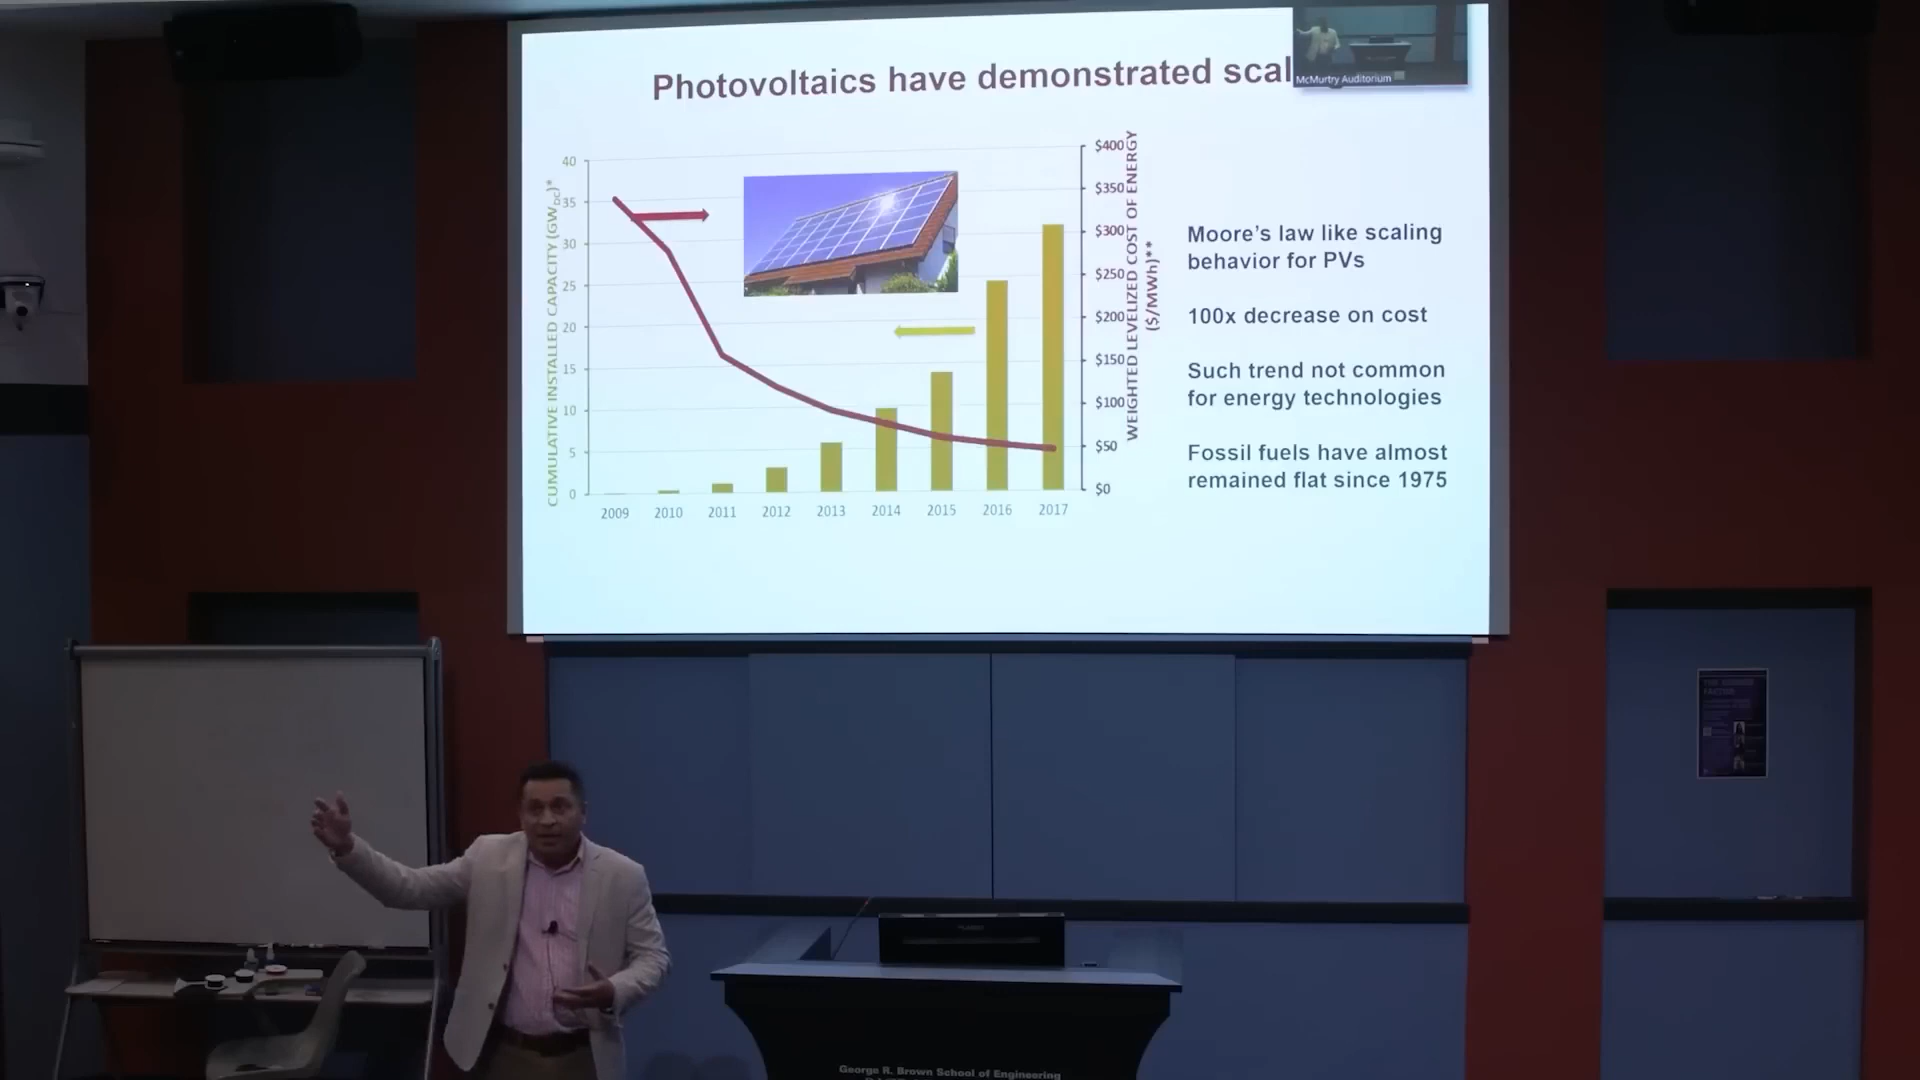 Photovoltaics have demonstrated scal
McMurtry Auditorium
CUMULATIVE INSTALLED CAPACITY (GWDC)*
40
35
30
25
20
15
10
5
0
2009 2010 2011 2012 2013 2014 2015 2016 2017
$400
$350
$300
$250
$200
$150
$100
$50
$0
WEIGHTED LEVELIZED COST OF ENERGY
($/MWh)**
Moore's law like scaling
behavior for PVs
100x decrease on cost
Such trend not common
for energy technologies
Fossil fuels have almost
remained flat since 1975
George R. Brown School of Engineering